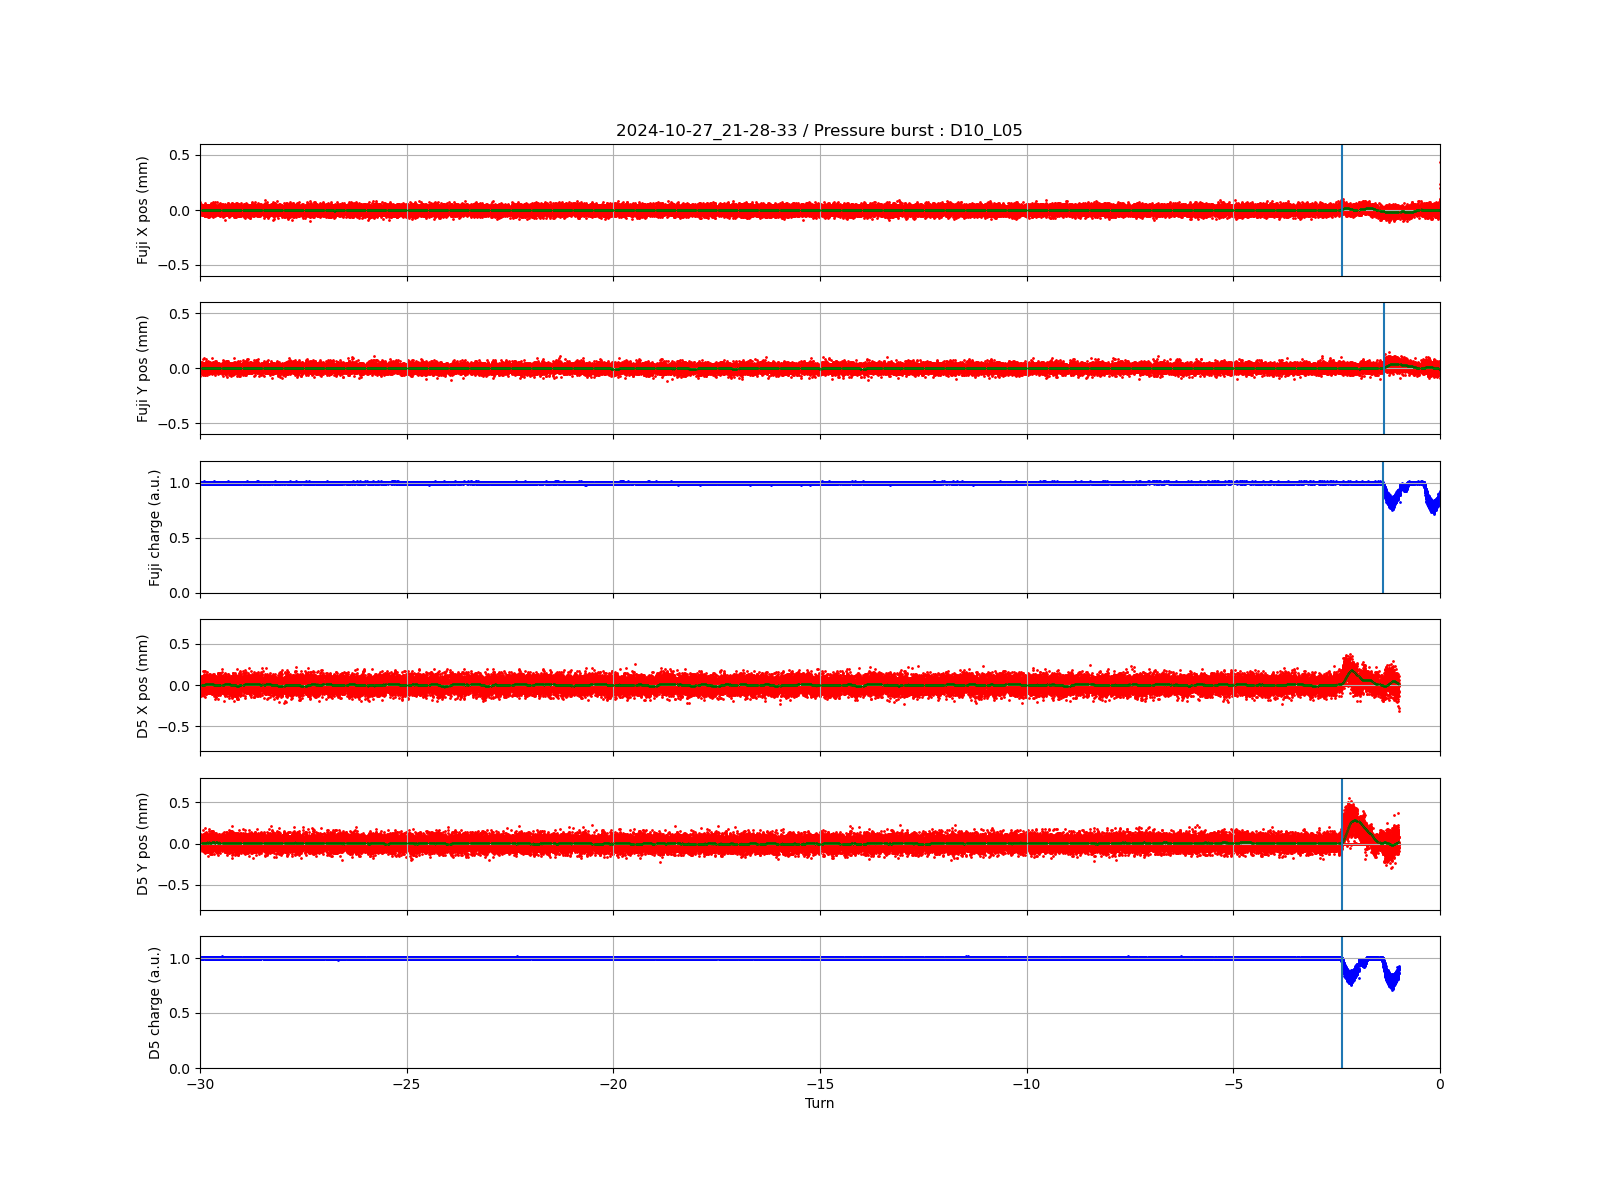 2024-10-27_21-28-33 / Pressure burst : D10_L05
Fuji X pos (mm)
0.5
0.0
−0.5
Fuji Y pos (mm)
0.5
0.0
−0.5
Fuji charge (a.u.)
1.0
0.5
0.0
D5 X pos (mm)
0.5
0.0
−0.5
D5 Y pos (mm)
0.5
0.0
−0.5
D5 charge (a.u.)
1.0
0.5
0.0
−30 −25 −20 −15 −10 −5 0
Turn